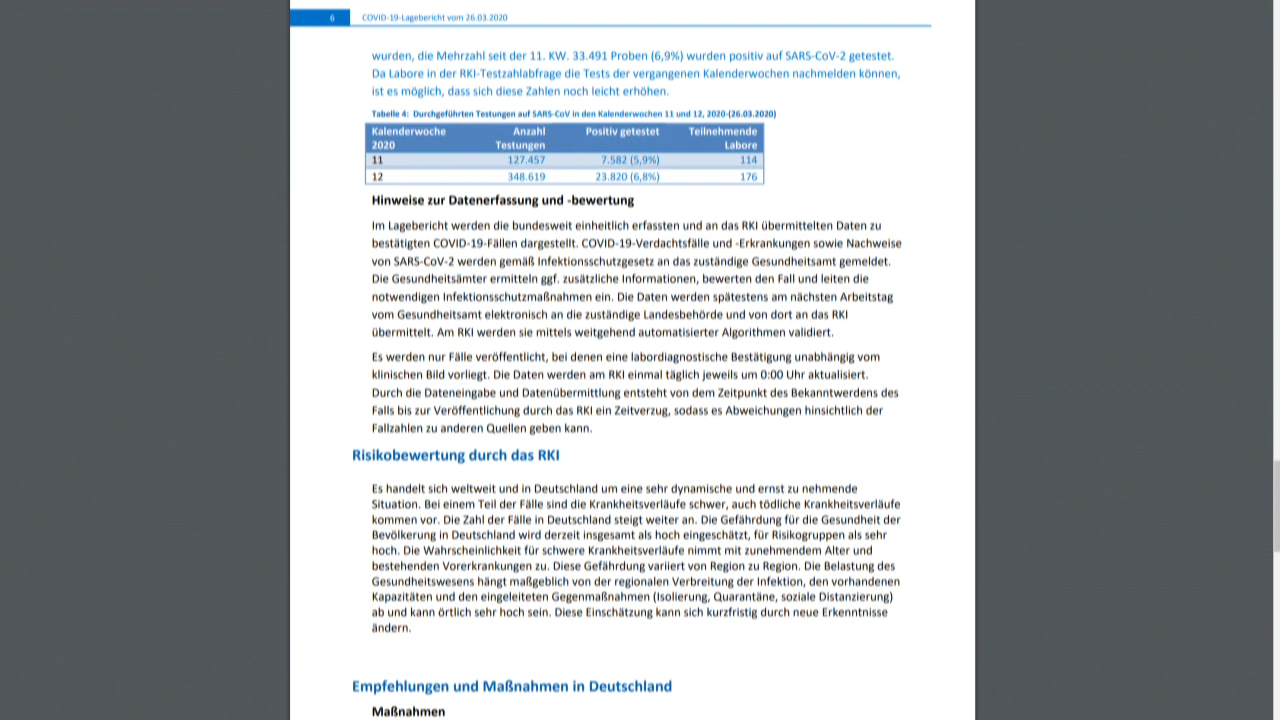 6 COVID-19-Lagebericht vom 26.03.2020
wurden, die Mehrzahl seit der 11. KW. 33.491 Proben (6,9%) wurden positiv auf SARS-CoV-2 getestet.
Da Labore in der RKI-Testzahlabfrage die Tests der vergangenen Kalenderwochen nachmelden können,
ist es möglich, dass sich diese Zahlen noch leicht erhöhen.
Tabelle 4: Durchgeführten Testungen auf SARS-CoV in den Kalenderwochen 11 und 12, 2020-(26.03.2020)
Kalenderwoche Anzahl Positiv getestet Teilnehmende
2020 Testungen Labore
11 127.457 7.582 (5,9%) 114
12 348.619 23.820 (6,8%) 176
Hinweise zur Datenerfassung und -bewertung
Im Lagebericht werden die bundesweit einheitlich erfassten und an das RKI übermittelten Daten zu
bestätigten COVID-19-Fällen dargestellt. COVID-19-Verdachtsfälle und -Erkrankungen sowie Nachweise
von SARS-CoV-2 werden gemäß Infektionsschutzgesetz an das zuständige Gesundheitsamt gemeldet.
Die Gesundheitsämter ermitteln ggf. zusätzliche Informationen, bewerten den Fall und leiten die
notwendigen Infektionsschutzmaßnahmen ein. Die Daten werden spätestens am nächsten Arbeitstag
vom Gesundheitsamt elektronisch an die zuständige Landesbehörde und von dort an das RKI
übermittelt. Am RKI werden sie mittels weitgehend automatisierter Algorithmen validiert.
Es werden nur Fälle veröffentlicht, bei denen eine labordiagnostische Bestätigung unabhängig vom
klinischen Bild vorliegt. Die Daten werden am RKI einmal täglich jeweils um 0:00 Uhr aktualisiert.
Durch die Dateneingabe und Datenübermittlung entsteht von dem Zeitpunkt des Bekanntwerdens des
Falls bis zur Veröffentlichung durch das RKI ein Zeitverzug, sodass es Abweichungen hinsichtlich der
Fallzahlen zu anderen Quellen geben kann.
Risikobewertung durch das RKI
Es handelt sich weltweit und in Deutschland um eine sehr dynamische und ernst zu nehmende
Situation. Bei einem Teil der Fälle sind die Krankheitsverläufe schwer, auch tödliche Krankheitsverläufe
kommen vor. Die Zahl der Fälle in Deutschland steigt weiter an. Die Gefährdung für die Gesundheit der
Bevölkerung in Deutschland wird derzeit insgesamt als hoch eingeschätzt, für Risikogruppen als sehr
hoch. Die Wahrscheinlichkeit für schwere Krankheitsverläufe nimmt mit zunehmendem Alter und
bestehenden Vorerkrankungen zu. Diese Gefährdung variiert von Region zu Region. Die Belastung des
Gesundheitswesens hängt maßgeblich von der regionalen Verbreitung der Infektion, den vorhandenen
Kapazitäten und den eingeleiteten Gegenmaßnahmen (Isolierung, Quarantäne, soziale Distanzierung)
ab und kann örtlich sehr hoch sein. Diese Einschätzung kann sich kurzfristig durch neue Erkenntnisse
ändern.
Empfehlungen und Maßnahmen in Deutschland
Maßnahmen